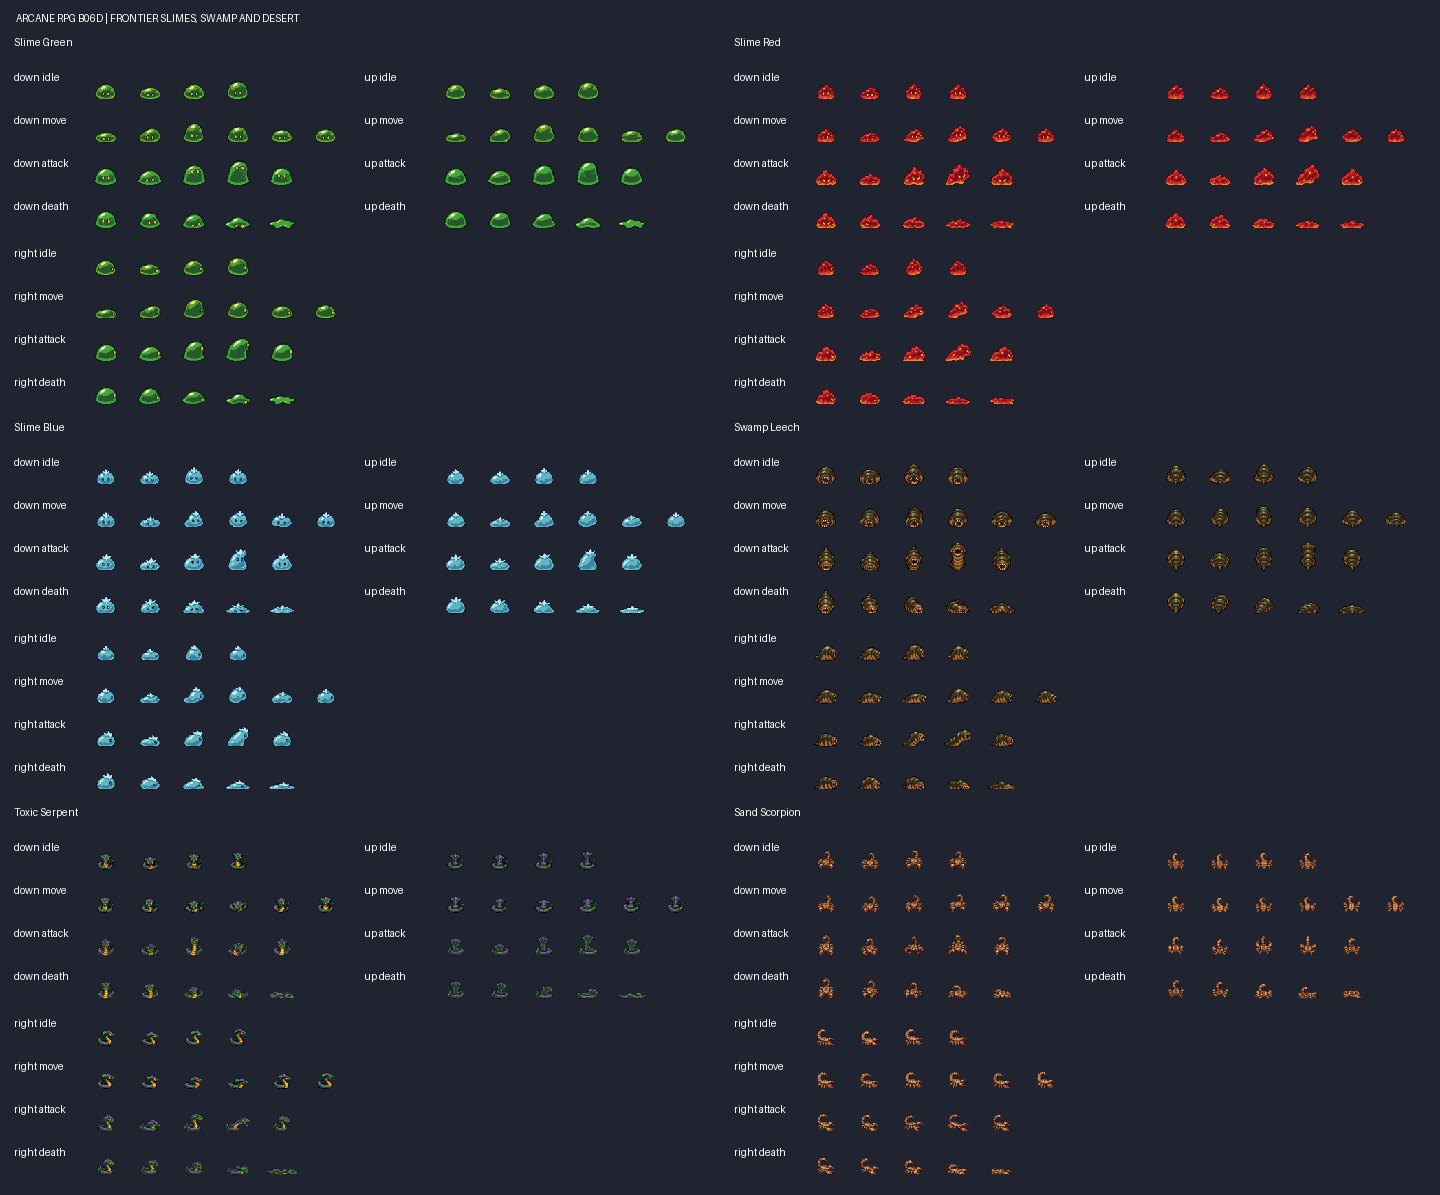 ARCANE RPG B06D | FRONTIER SLIMES, SWAMP AND DESERT
Slime Green
down idle
up idle
down move
up move
down attack
up attack
down death
up death
right idle
right move
right attack
right death
Slime Red
down idle
up idle
down move
up move
down attack
up attack
down death
up death
right idle
right move
right attack
right death
Slime Blue
down idle
up idle
down move
up move
down attack
up attack
down death
up death
right idle
right move
right attack
right death
Swamp Leech
down idle
up idle
down move
up move
down attack
up attack
down death
up death
right idle
right move
right attack
right death
Toxic Serpent
down idle
up idle
down move
up move
down attack
up attack
down death
up death
right idle
right move
right attack
right death
Sand Scorpion
down idle
up idle
down move
up move
down attack
up attack
down death
up death
right idle
right move
right attack
right death